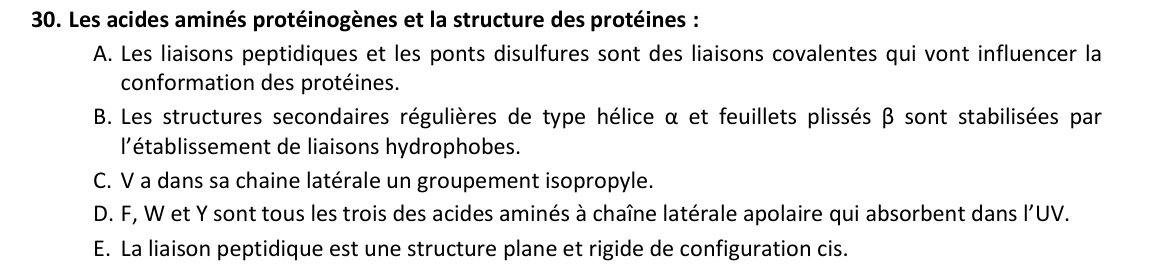 30. Les acides aminés protéinogènes et la structure des protéines :
A. Les liaisons peptidiques et les ponts disulfures sont des liaisons covalentes qui vont influencer la
conformation des protéines.
B. Les structures secondaires régulières de type hélice α et feuillets plissés β sont stabilisées par
l’établissement de liaisons hydrophobes.
C. V a dans sa chaine latérale un groupement isopropyle.
D. F, W et Y sont tous les trois des acides aminés à chaîne latérale apolaire qui absorbent dans l’UV.
E. La liaison peptidique est une structure plane et rigide de configuration cis.